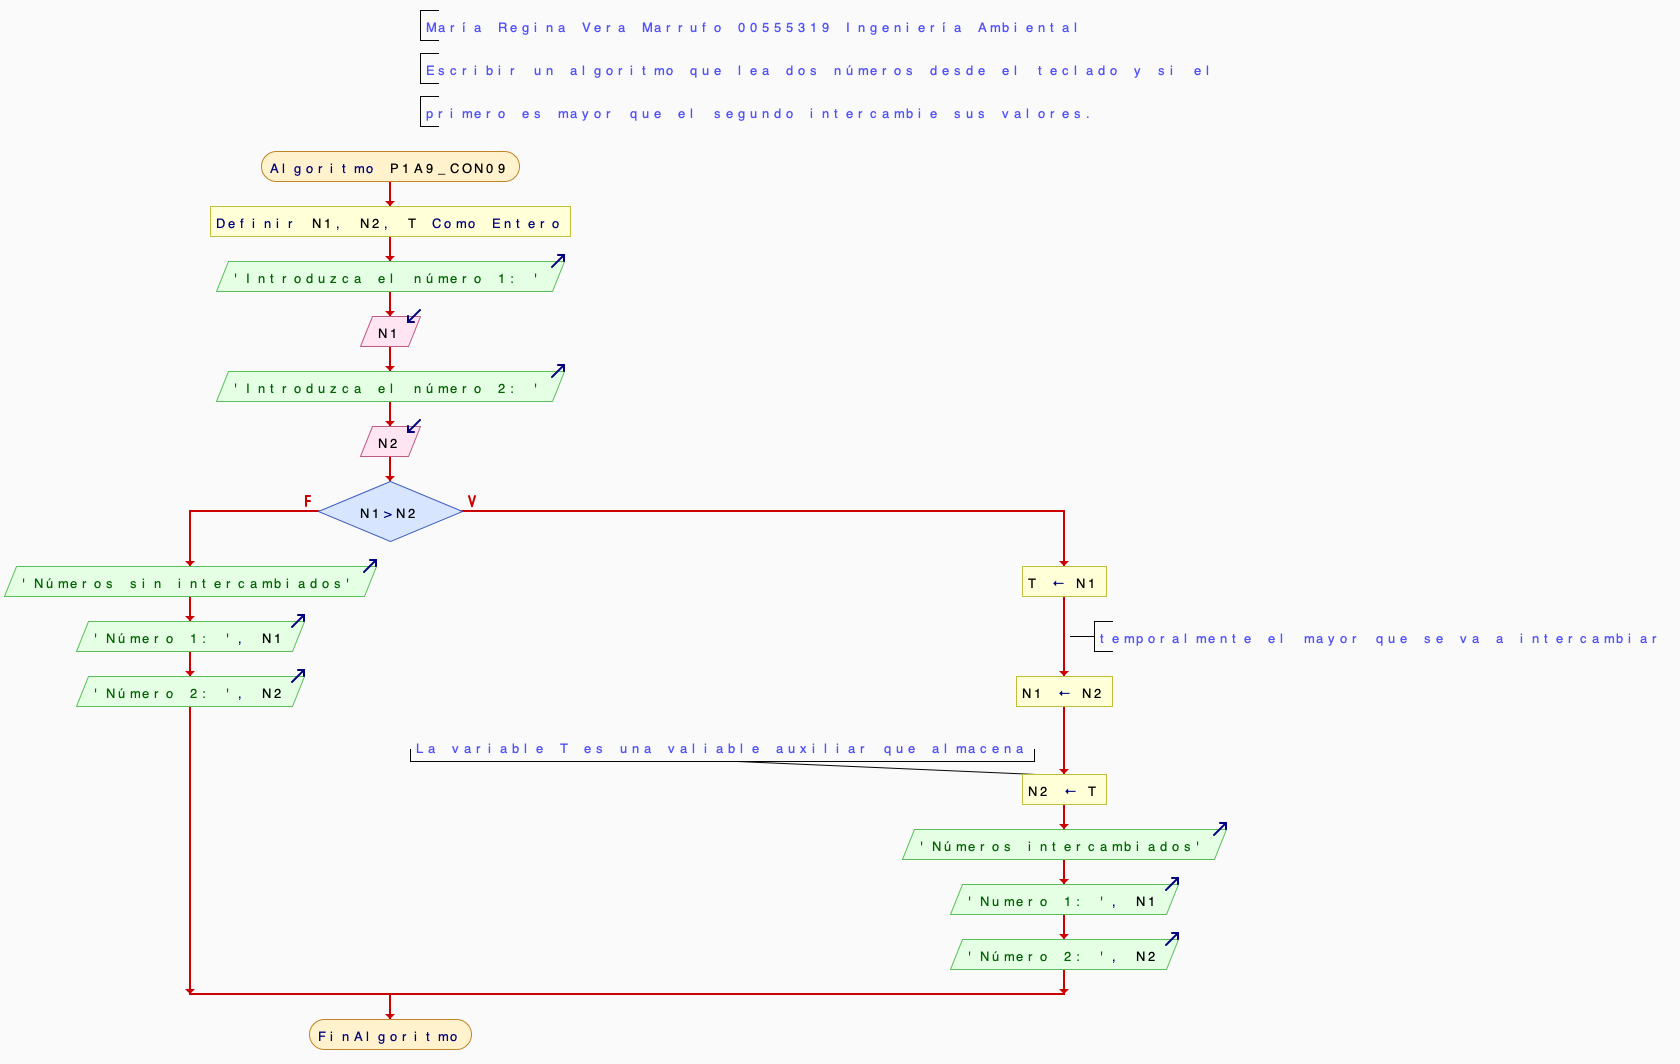 María Regina Vera Marrufo 00555319 Ingeniería Ambiental
Escribir un algoritmo que lea dos números desde el teclado y si el
primero es mayor que el segundo intercambie sus valores.
Algoritmo P1A9_CON09
Definir N1, N2, T Como Entero
'Introduzca el número 1: '
N1
'Introduzca el número 2: '
N2
N1>N2
F
V
'Números sin intercambiados'
'Número 1: ', N1
'Número 2: ', N2
T ← N1
temporalmente el mayor que se va a intercambiar
N1 ← N2
La variable T es una valiable auxiliar que almacena
N2 ← T
'Números intercambiados'
'Numero 1: ', N1
'Número 2: ', N2
FinAlgoritmo